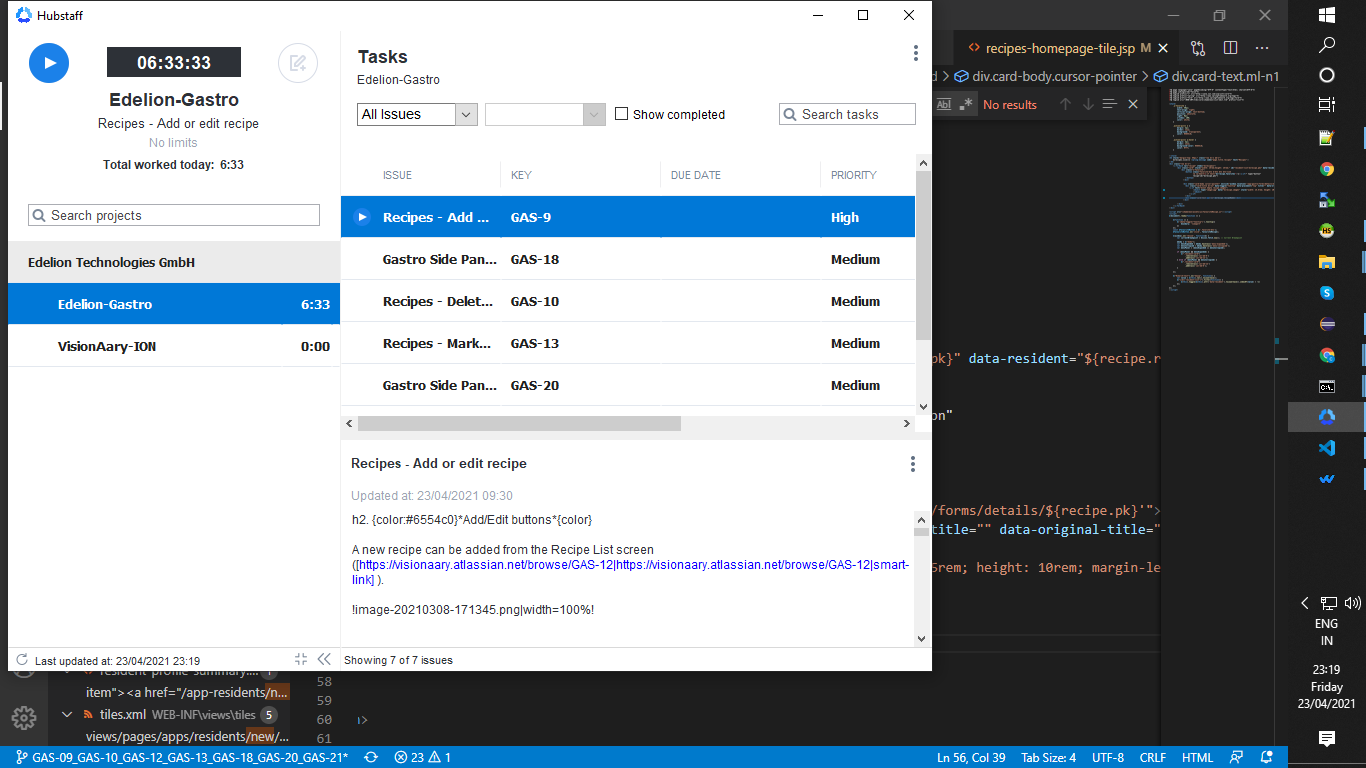 Hubstaff
06:33:33
Edelion-Gastro
Recipes - Add or edit recipe
No limits
Total worked today: 6:33
Search projects
Edelion Technologies GmbH
Edelion-Gastro 6:33
VisionAary-ION 0:00
Last updated at: 23/04/2021 23:19
Tasks
Edelion-Gastro
All Issues
Show completed
Search tasks
ISSUE KEY DUE DATE PRIORITY
Recipes - Add ... GAS-9 High
Gastro Side Pan... GAS-18 Medium
Recipes - Delet... GAS-10 Medium
Recipes - Mark... GAS-13 Medium
Gastro Side Pan... GAS-20 Medium
Recipes - Add or edit recipe
Updated at: 23/04/2021 09:30
h2. {color:#6554c0}*Add/Edit buttons*{color}
A new recipe can be added from the Recipe List screen
([https://visionaary.atlassian.net/browse/GAS-12|https://visionaary.atlassian.net/browse/GAS-12|smart-
link] ).
!image-20210308-171345.png|width=100%!
Showing 7 of 7 issues
<> recipes-homepage-tile.jsp M
d > div.card-body.cursor-pointer > div.card-text.ml-n1
Abl .* No results
pk}" data-resident="${recipe.r
on"
/forms/details/${recipe.pk}'">
title="" data-original-title="
5rem; height: 10rem; margin-le
resident-profile-summary.... 1
item"><a href="/app-residents/n...
tiles.xml WEB-INF\views\tiles 5
views/pages/apps/residents/new/...
58
59
60
61
GAS-09_GAS-10_GAS-12_GAS-13_GAS-18_GAS-20_GAS-21* 23 1
Ln 56, Col 39 Tab Size: 4 UTF-8 CRLF HTML
ENG
IN
23:19
Friday
23/04/2021